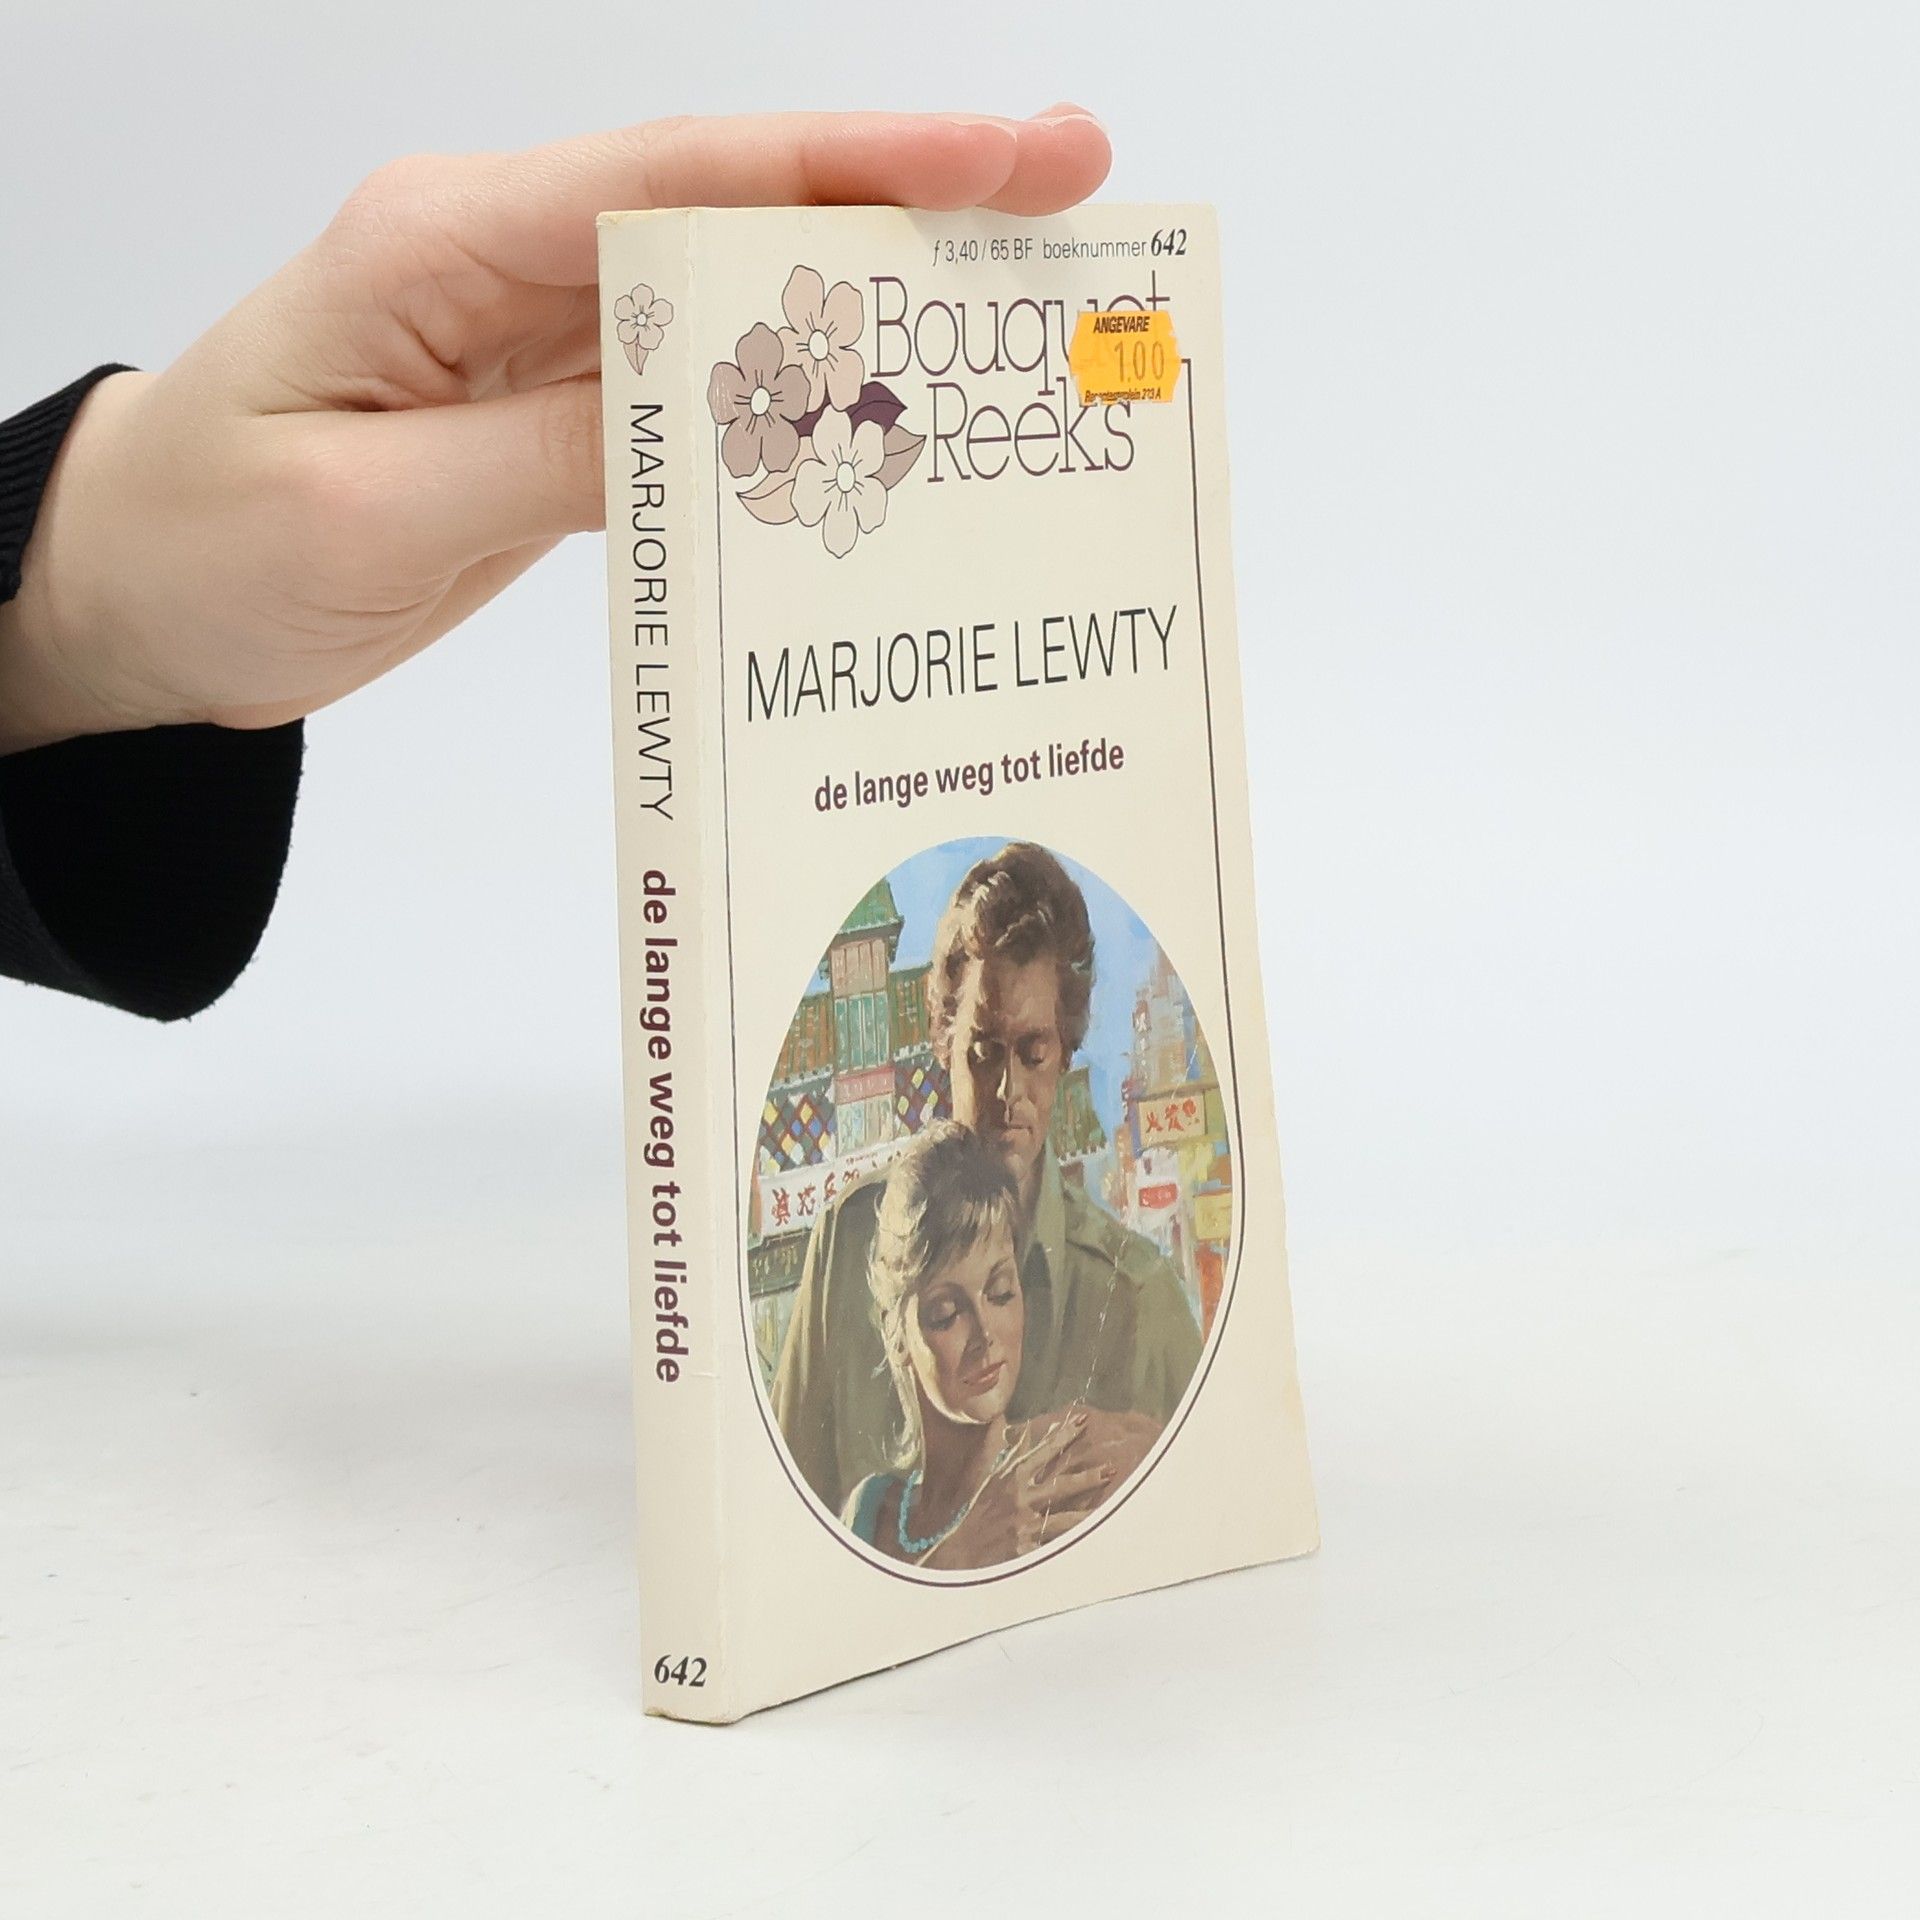 MARJORIE LEWTY de lange weg tot liefde
642
ƒ 3,40 / 65 BF boeknummer 642
Bouquet
Reeks
ANGEVARE
1.00
MARJORIE LEWTY
de lange weg tot liefde